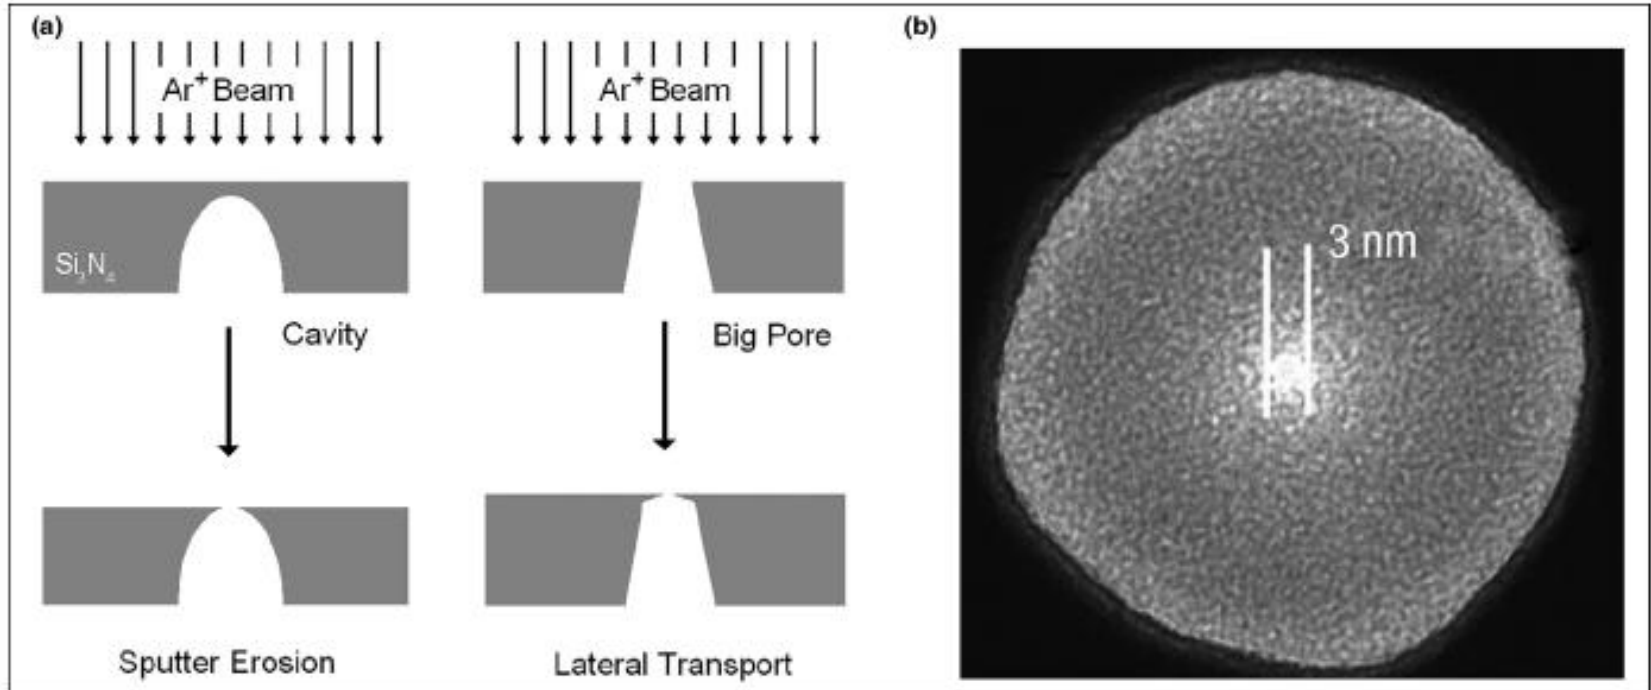 (a)
Ar⁺ Beam
Ar⁺ Beam
Si₃N₄
Cavity
Big Pore
Sputter Erosion
Lateral Transport
(b)
3 nm